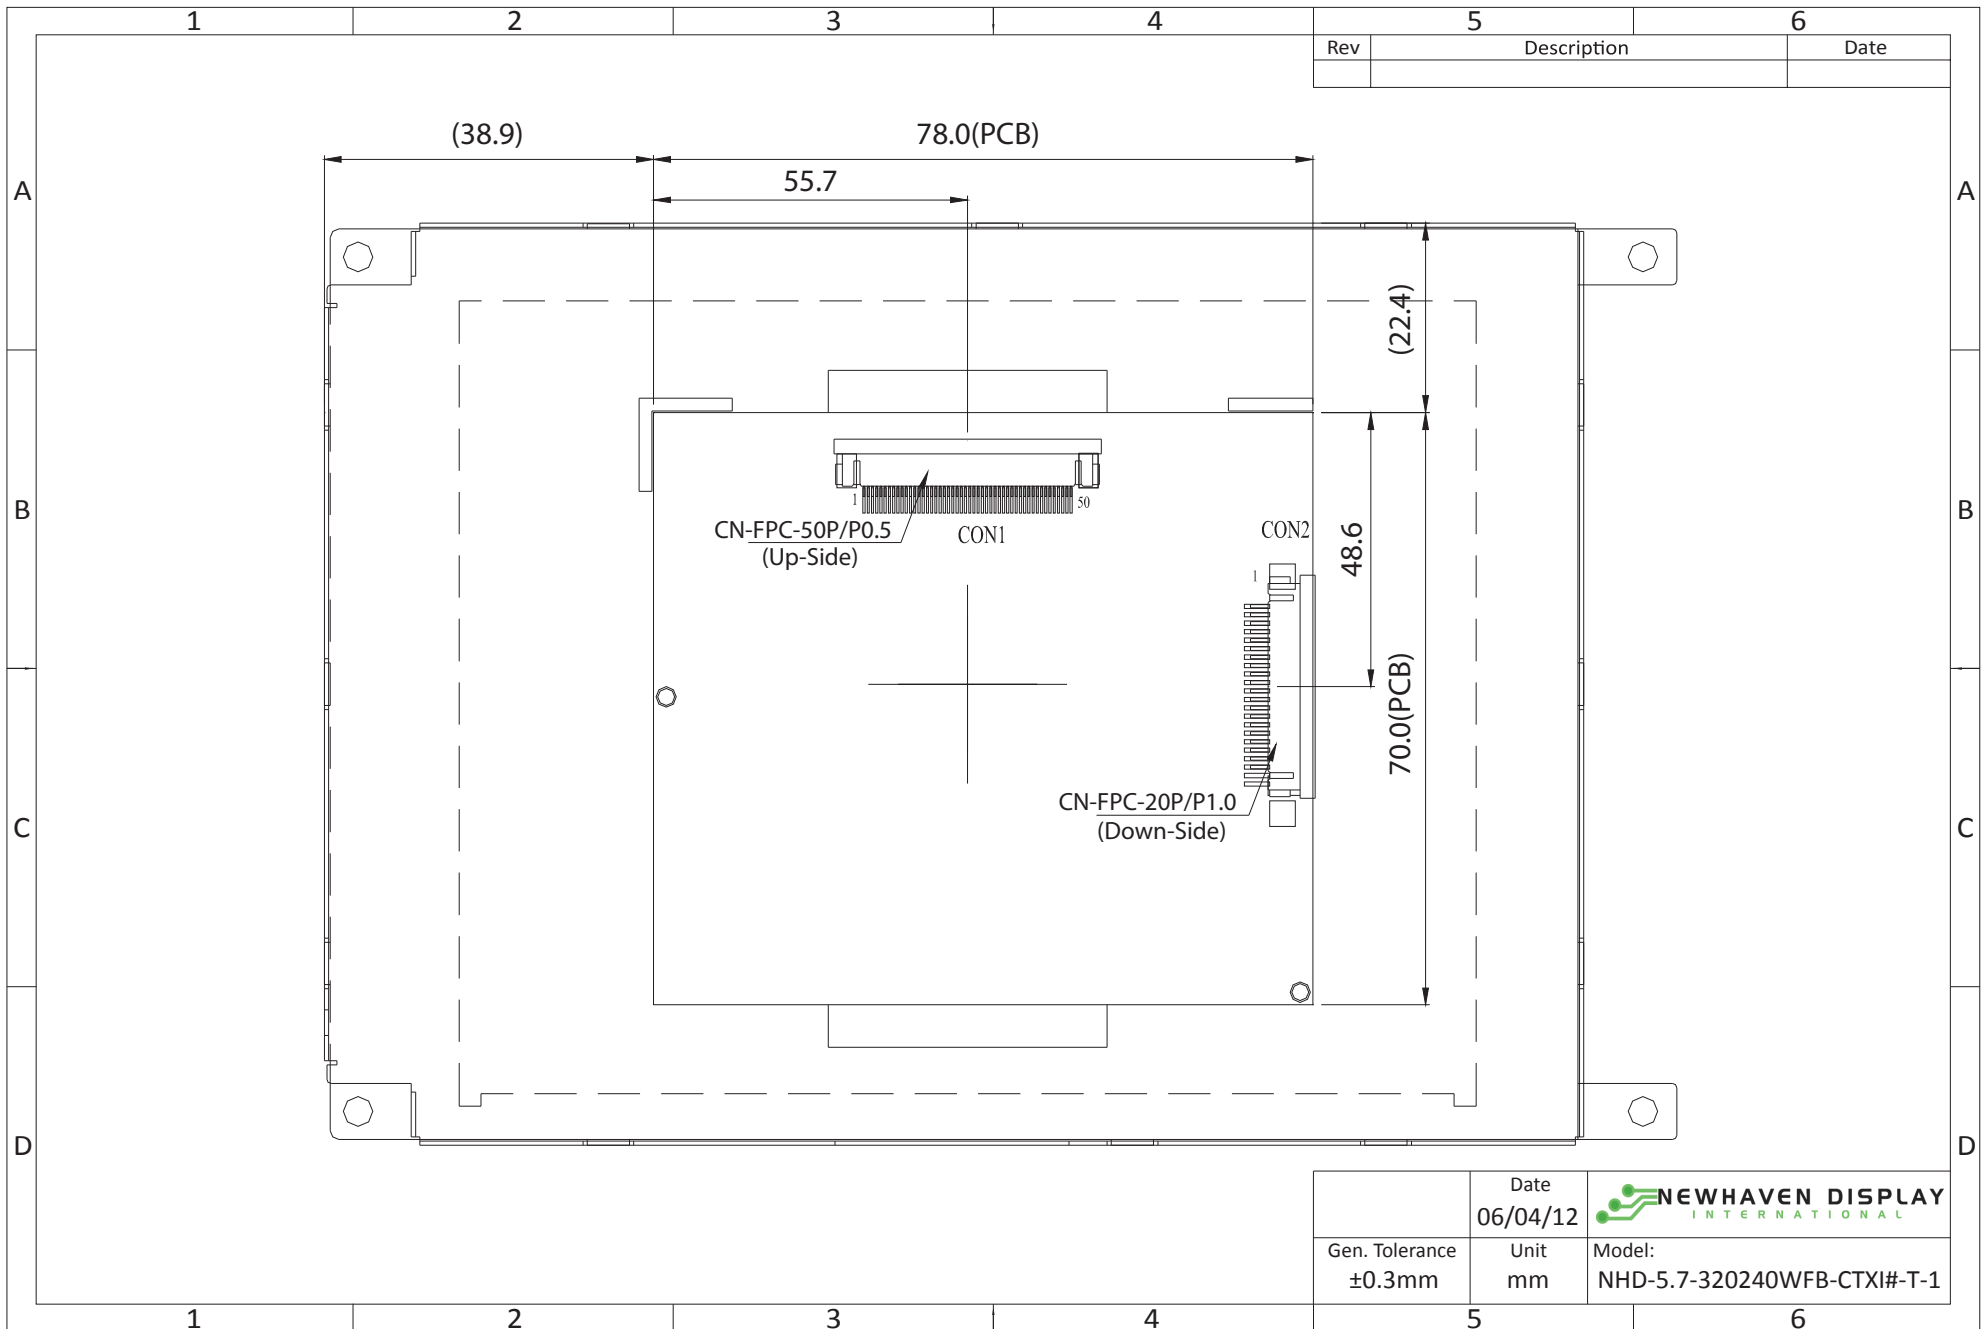 1 2 3 4 5 6
Rev Description Date
(38.9) 78.0(PCB)
55.7
A A
(22.4)
B B
1 50
CN-FPC-50P/P0.5
(Up-Side)
CON1
CON2
48.6
1
70.0(PCB)
CN-FPC-20P/P1.0
(Down-Side)
C C
D D
Date
06/04/12
NEWHAVEN DISPLAY
INTERNATIONAL
Gen. Tolerance
±0.3mm
Unit
mm
Model:
NHD-5.7-320240WFB-CTXI#-T-1
1 2 3 4 5 6